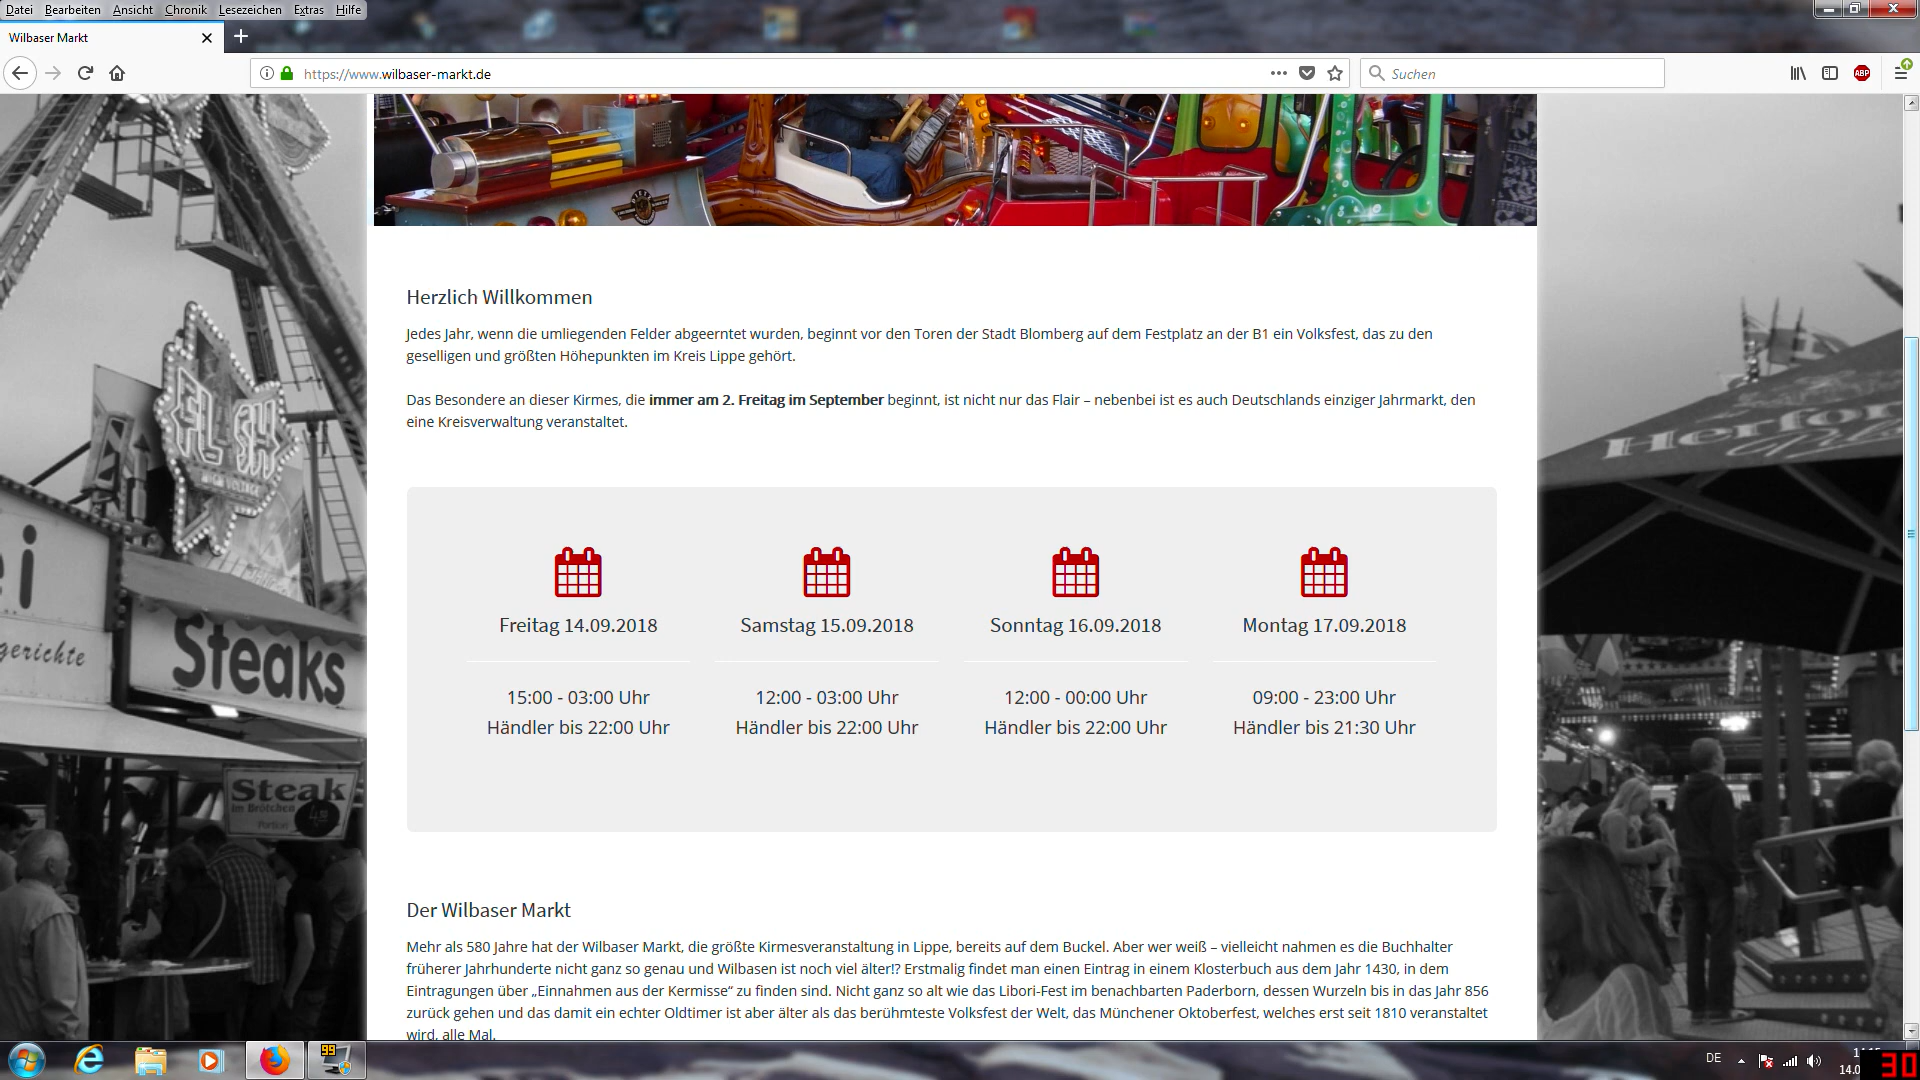 Datei Bearbeiten Ansicht Chronik Lesezeichen Extras Hilfe
Wilbaser Markt
https://www.wilbaser-markt.de
Suchen
ABP
Herzlich Willkommen
Jedes Jahr, wenn die umliegenden Felder abgeerntet wurden, beginnt vor den Toren der Stadt Blomberg auf dem Festplatz an der B1 ein Volksfest, das zu den
geselligen und größten Höhepunkten im Kreis Lippe gehört.
Das Besondere an dieser Kirmes, die immer am 2. Freitag im September beginnt, ist nicht nur das Flair – nebenbei ist es auch Deutschlands einziger Jahrmarkt, den
eine Kreisverwaltung veranstaltet.
FLASH
HIGH VOLTAGE
Steaks
Steak
im Brötchen
Freitag 14.09.2018
15:00 - 03:00 Uhr
Händler bis 22:00 Uhr
Samstag 15.09.2018
12:00 - 03:00 Uhr
Händler bis 22:00 Uhr
Sonntag 16.09.2018
12:00 - 00:00 Uhr
Händler bis 22:00 Uhr
Montag 17.09.2018
09:00 - 23:00 Uhr
Händler bis 21:30 Uhr
Der Wilbaser Markt
Mehr als 580 Jahre hat der Wilbaser Markt, die größte Kirmesveranstaltung in Lippe, bereits auf dem Buckel. Aber wer weiß – vielleicht nahmen es die Buchhalter
früherer Jahrhunderte nicht ganz so genau und Wilbasen ist noch viel älter!? Erstmalig findet man einen Eintrag in einem Klosterbuch aus dem Jahr 1430, in dem
Eintragungen über „Einnahmen aus der Kermisse“ zu finden sind. Nicht ganz so alt wie das Libori-Fest im benachbarten Paderborn, dessen Wurzeln bis in das Jahr 856
zurück gehen und das damit ein echter Oldtimer ist aber älter als das berühmteste Volksfest der Welt, das Münchener Oktoberfest, welches erst seit 1810 veranstaltet
wird, alle Mal.
99
DE
30